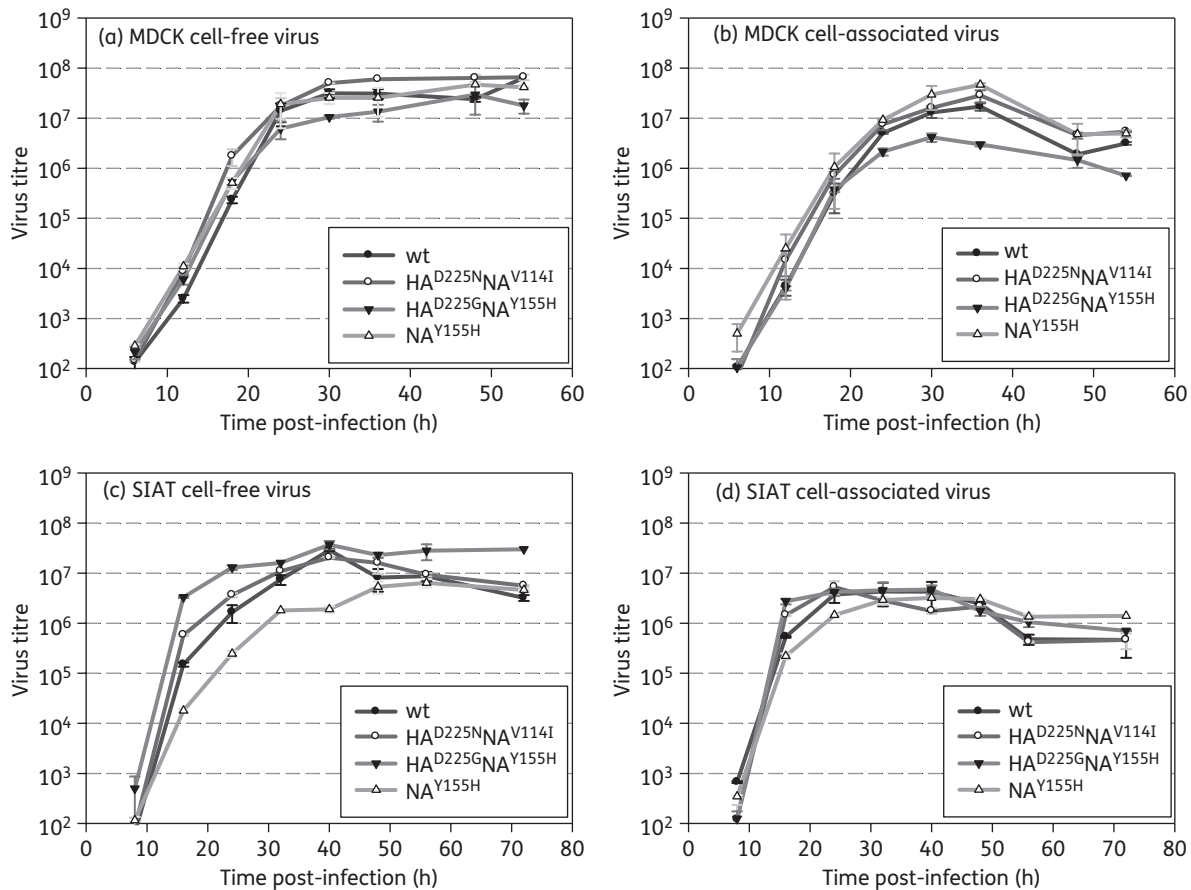 (a) MDCK cell-free virus
10⁹
10⁸
10⁷
10⁶
10⁵
10⁴
10³
10²
Virus titre
wt
HA^D225N NA^V114I
HA^D225G NA^Y155H
NA^Y155H
0 10 20 30 40 50 60
Time post-infection (h)
(b) MDCK cell-associated virus
10⁹
10⁸
10⁷
10⁶
10⁵
10⁴
10³
10²
Virus titre
wt
HA^D225N NA^V114I
HA^D225G NA^Y155H
NA^Y155H
0 10 20 30 40 50 60
Time post-infection (h)
(c) SIAT cell-free virus
10⁹
10⁸
10⁷
10⁶
10⁵
10⁴
10³
10²
Virus titre
wt
HA^D225N NA^V114I
HA^D225G NA^Y155H
NA^Y155H
0 10 20 30 40 50 60 70 80
Time post-infection (h)
(d) SIAT cell-associated virus
10⁹
10⁸
10⁷
10⁶
10⁵
10⁴
10³
10²
Virus titre
wt
HA^D225N NA^V114I
HA^D225G NA^Y155H
NA^Y155H
0 10 20 30 40 50 60 70 80
Time post-infection (h)